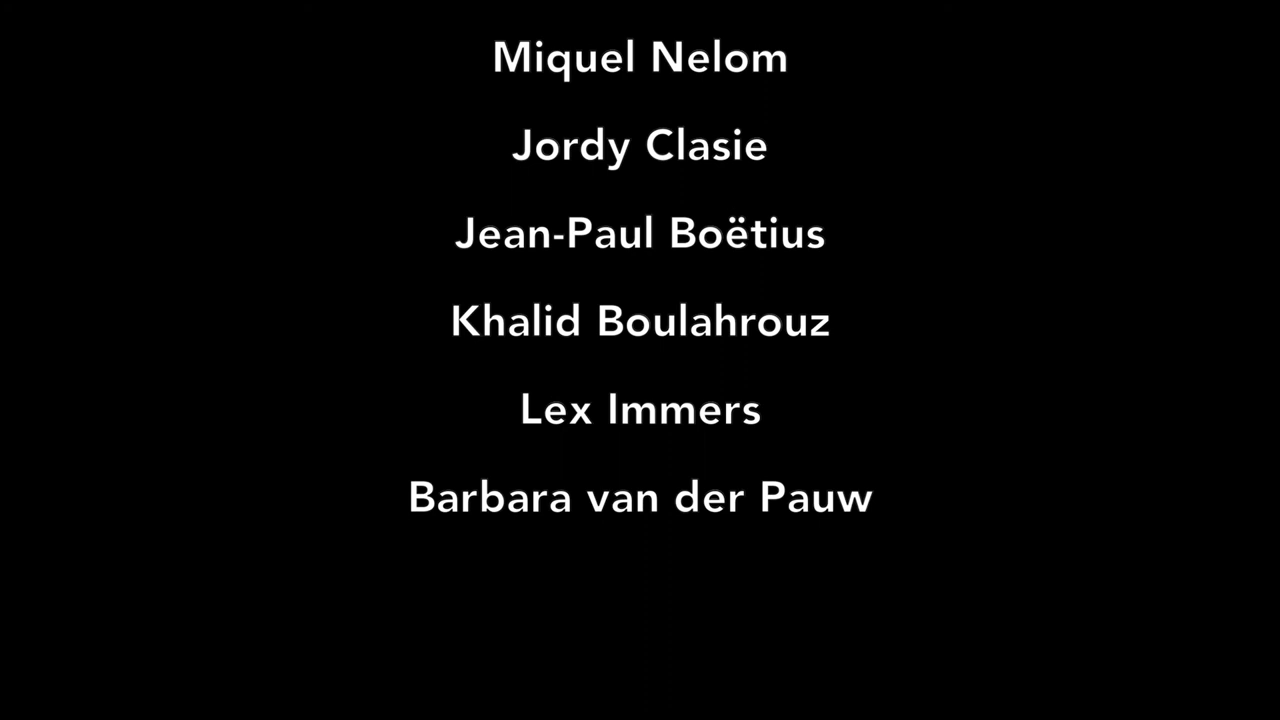 Miquel Nelom
Jordy Clasie
Jean-Paul Boëtius
Khalid Boulahrouz
Lex Immers
Barbara van der Pauw